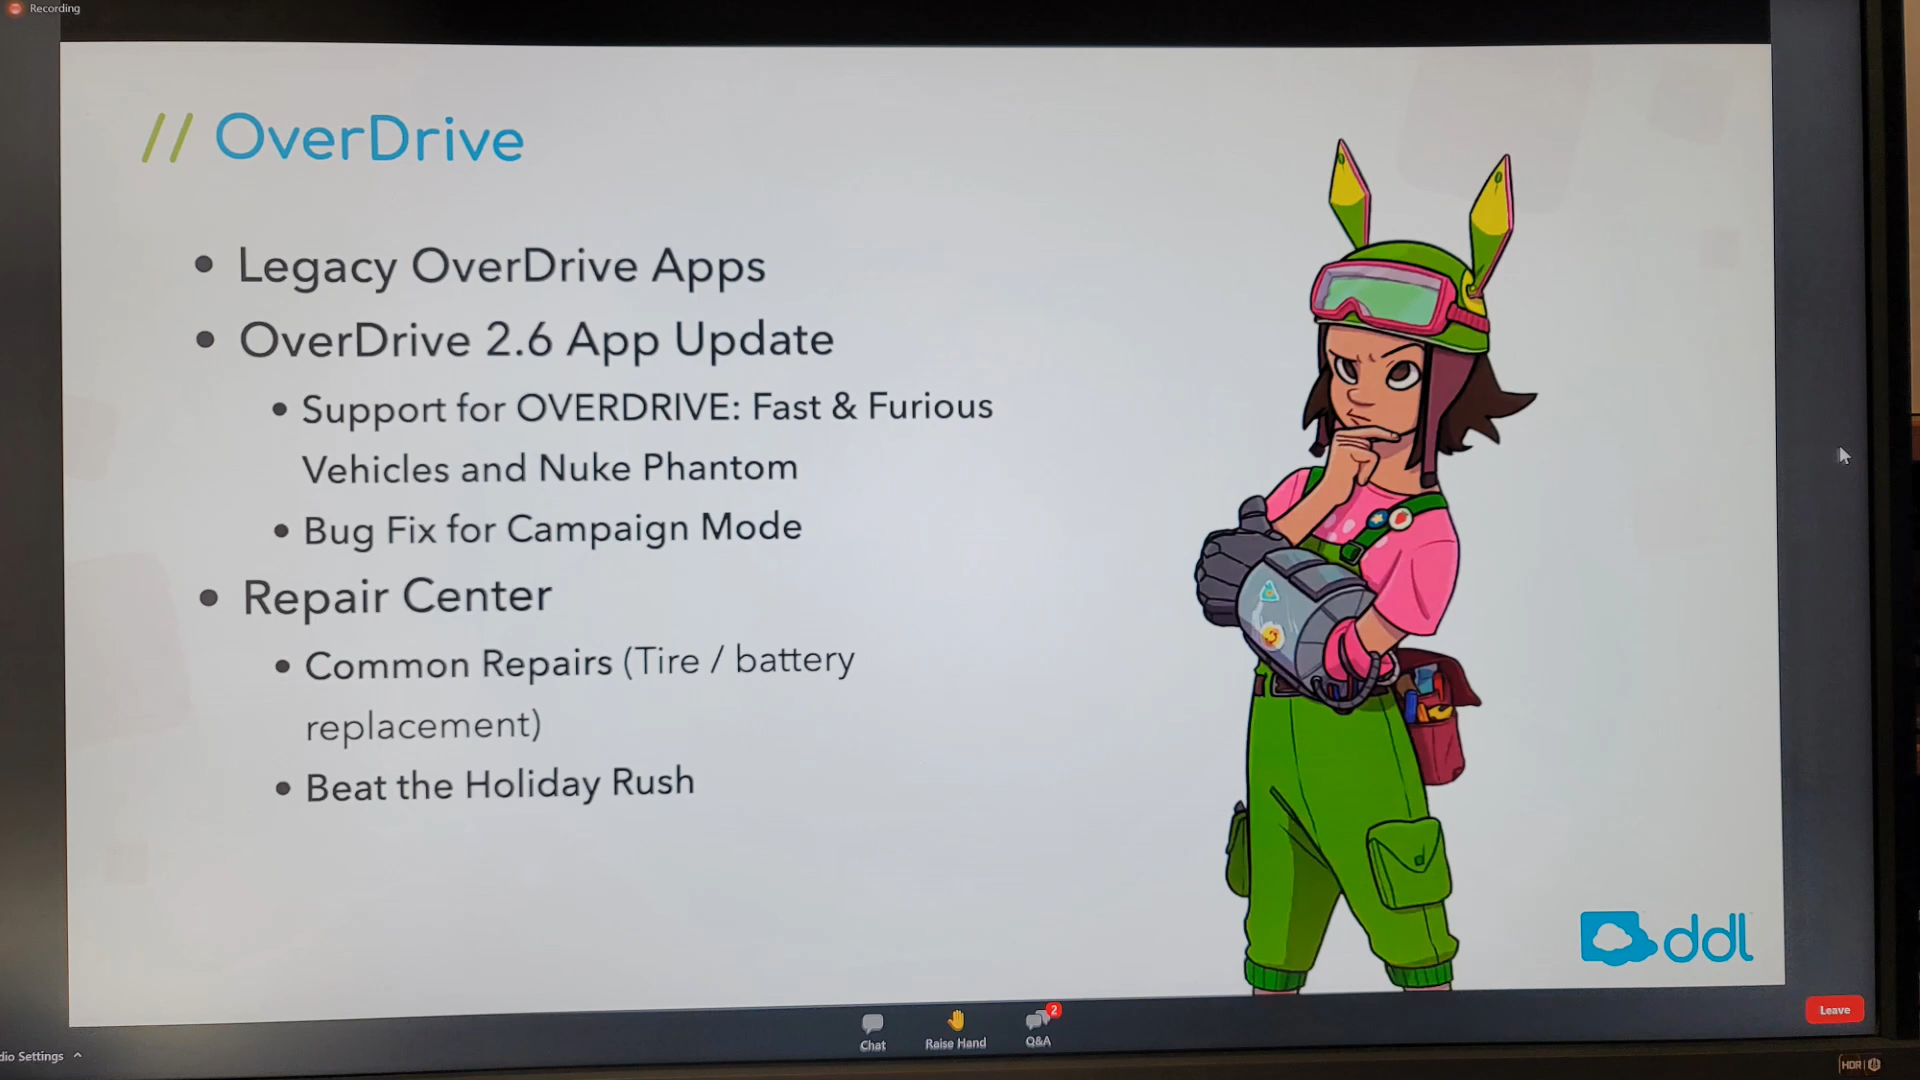 Recording
// OverDrive
• Legacy OverDrive Apps
• OverDrive 2.6 App Update
• Support for OVERDRIVE: Fast & Furious
Vehicles and Nuke Phantom
• Bug Fix for Campaign Mode
• Repair Center
• Common Repairs (Tire / battery
replacement)
• Beat the Holiday Rush
ddl
2
Chat
Raise Hand
Q&A
Leave
dio Settings
HDR